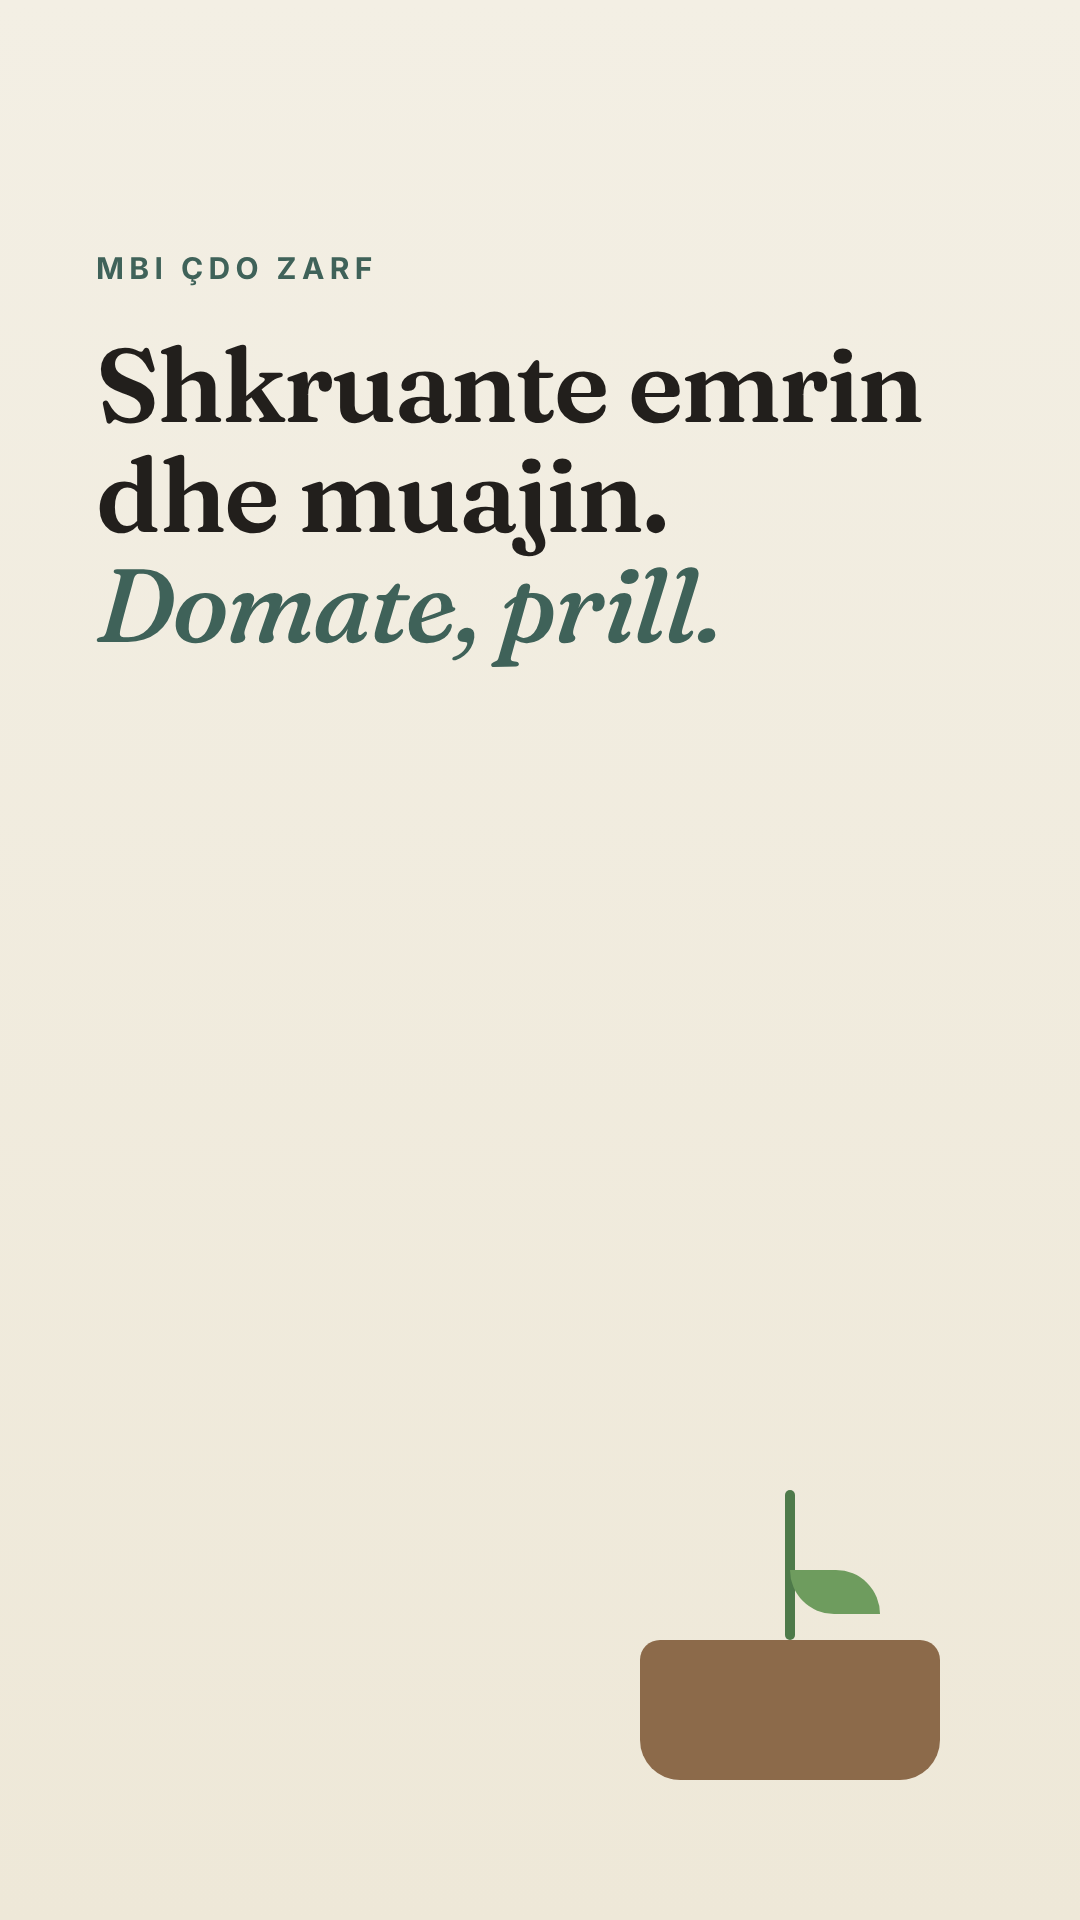 MBI ÇDO ZARF
Shkruante emrin
dhe muajin.
Domate, prill.